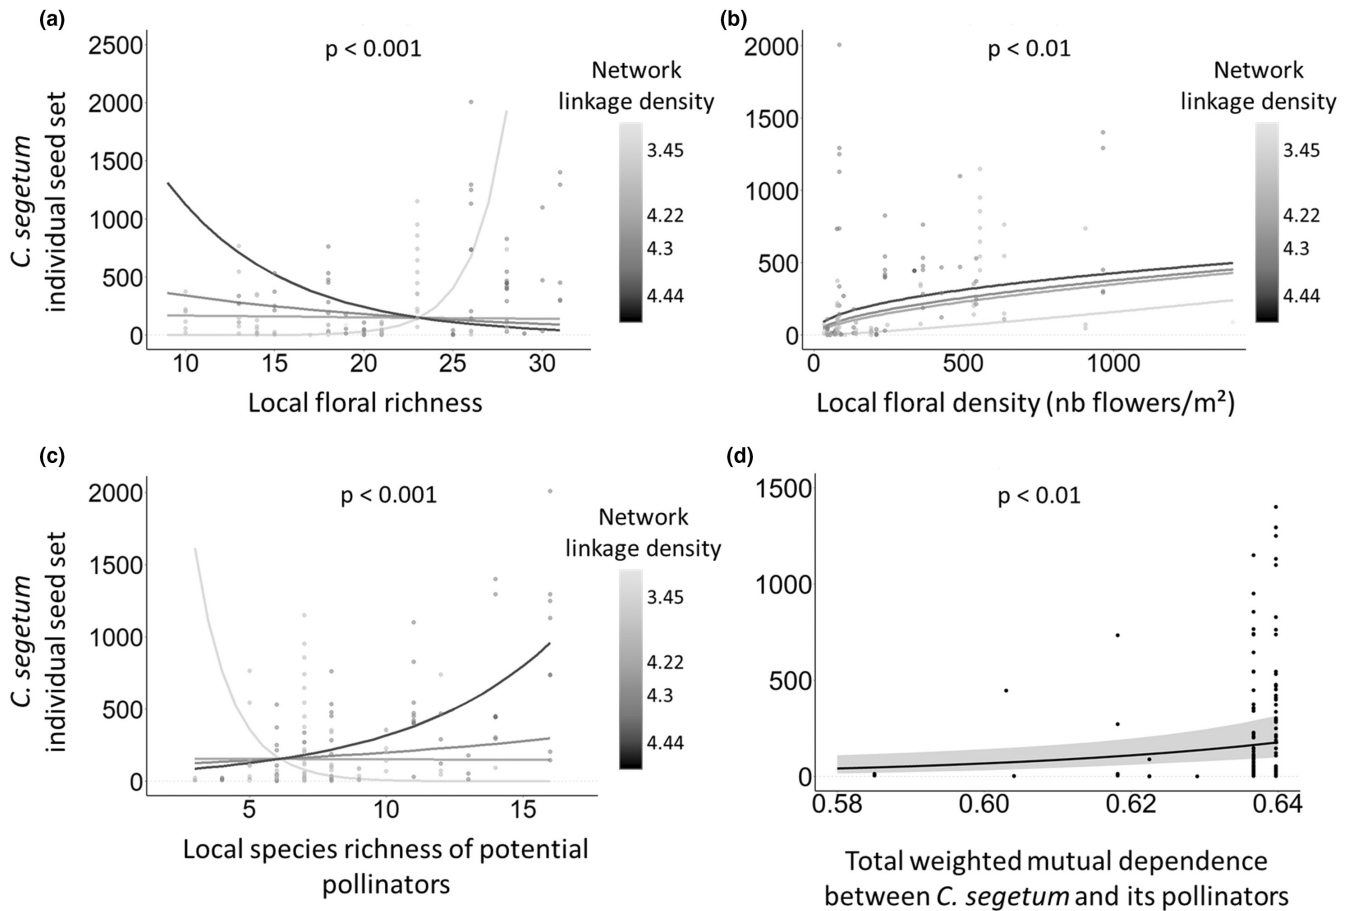 (a)
p < 0.001
2500
2000
1500
1000
500
0
10
15
20
25
30
C. segetum
individual seed set
Local floral richness
Network
linkage density
3.45
4.22
4.3
4.44
(b)
p < 0.01
2000
1500
1000
500
0
0
500
1000
Local floral density (nb flowers/m²)
Network
linkage density
3.45
4.22
4.3
4.44
(c)
p < 0.001
2000
1500
1000
500
0
5
10
15
C. segetum
individual seed set
Local species richness of potential
pollinators
Network
linkage density
3.45
4.22
4.3
4.44
(d)
p < 0.01
1500
1000
500
0
0.58
0.60
0.62
0.64
Total weighted mutual dependence
between C. segetum and its pollinators